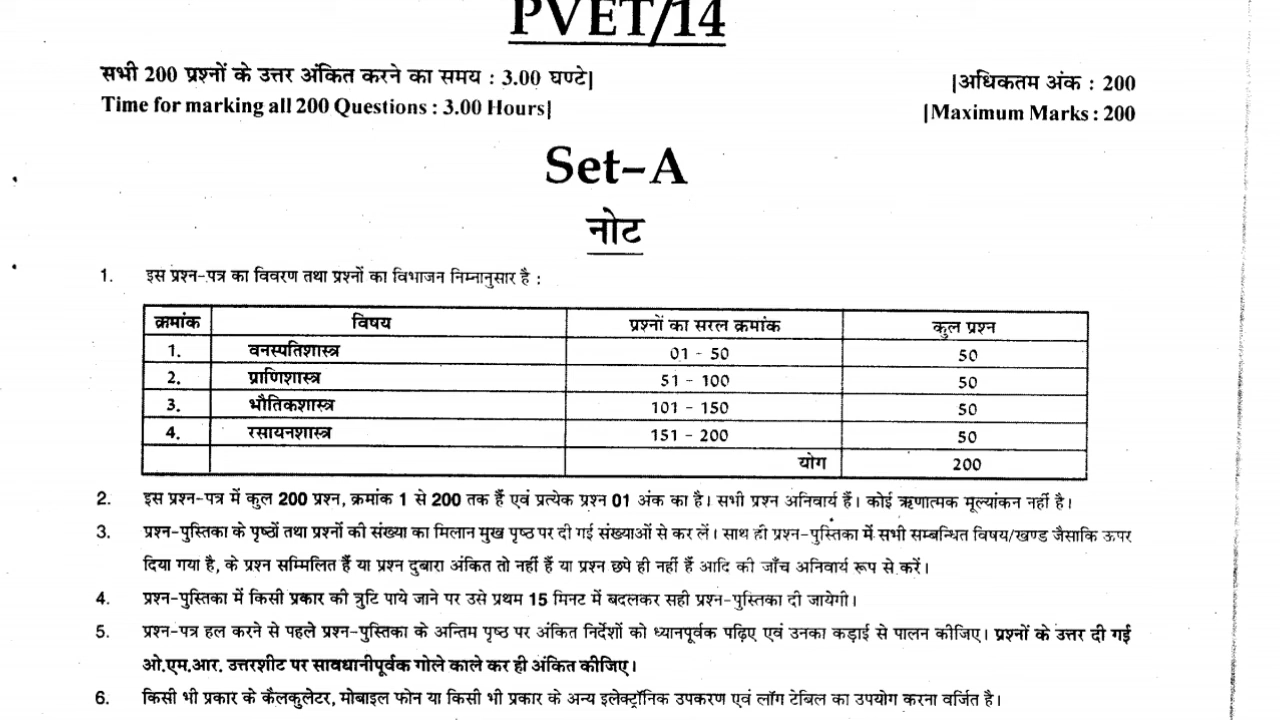 PVET/14
सभी 200 प्रश्नों के उत्तर अंकित करने का समय : 3.00 घण्टे]
[अधिकतम अंक : 200
Time for marking all 200 Questions : 3.00 Hours]
[Maximum Marks : 200
Set–A
नोट
1. इस प्रश्न-पत्र का विवरण तथा प्रश्नों का विभाजन निम्नानुसार है :
क्रमांक विषय प्रश्नों का सरल क्रमांक कुल प्रश्न
1. वनस्पतिशास्त्र 01 - 50 50
2. प्राणिशास्त्र 51 - 100 50
3. भौतिकशास्त्र 101 - 150 50
4. रसायनशास्त्र 151 - 200 50
योग 200
2. इस प्रश्न-पत्र में कुल 200 प्रश्न, क्रमांक 1 से 200 तक हैं एवं प्रत्येक प्रश्न 01 अंक का है। सभी प्रश्न अनिवार्य हैं। कोई ऋणात्मक मूल्यांकन नहीं है।
3. प्रश्न-पुस्तिका के पृष्ठों तथा प्रश्नों की संख्या का मिलान मुख पृष्ठ पर दी गई संख्याओं से कर लें। साथ ही प्रश्न-पुस्तिका में सभी सम्बन्धित विषय/खण्ड जैसाकि ऊपर
दिया गया है, के प्रश्न सम्मिलित हैं या प्रश्न दुबारा अंकित तो नहीं हैं या प्रश्न छपे ही नहीं हैं आदि की जाँच अनिवार्य रूप से करें।
4. प्रश्न-पुस्तिका में किसी प्रकार की त्रुटि पाये जाने पर उसे प्रथम 15 मिनट में बदलकर सही प्रश्न-पुस्तिका दी जायेगी।
5. प्रश्न-पत्र हल करने से पहले प्रश्न-पुस्तिका के अन्तिम पृष्ठ पर अंकित निर्देशों को ध्यानपूर्वक पढ़िए एवं उनका कड़ाई से पालन कीजिए। प्रश्नों के उत्तर दी गई
ओ.एम.आर. उत्तरशीट पर सावधानीपूर्वक गोले काले कर ही अंकित कीजिए।
6. किसी भी प्रकार के कैलकुलेटर, मोबाइल फोन या किसी भी प्रकार के अन्य इलेक्ट्रॉनिक उपकरण एवं लॉग टेबिल का उपयोग करना वर्जित है।